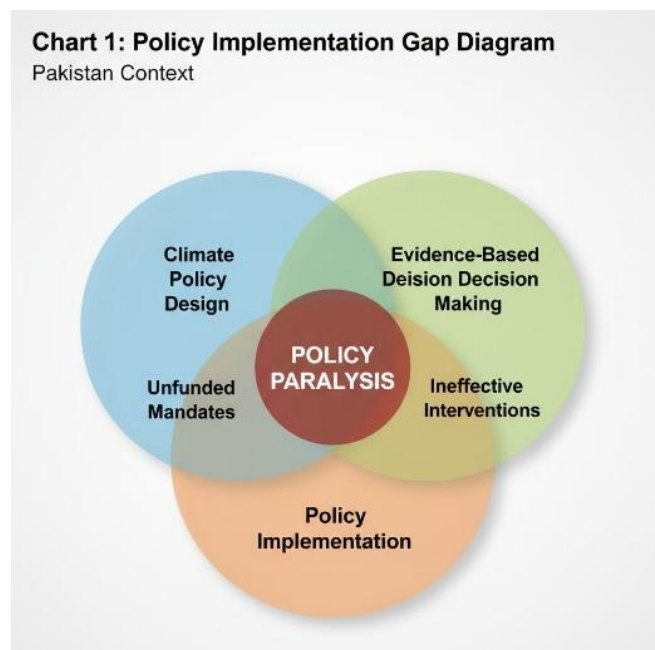 Chart 1: Policy Implementation Gap Diagram
Pakistan Context
Climate
Policy
Design
Evidence-Based
Deision Decision
Making
Unfunded
Mandates
POLICY
PARALYSIS
Ineffective
Interventions
Policy
Implementation